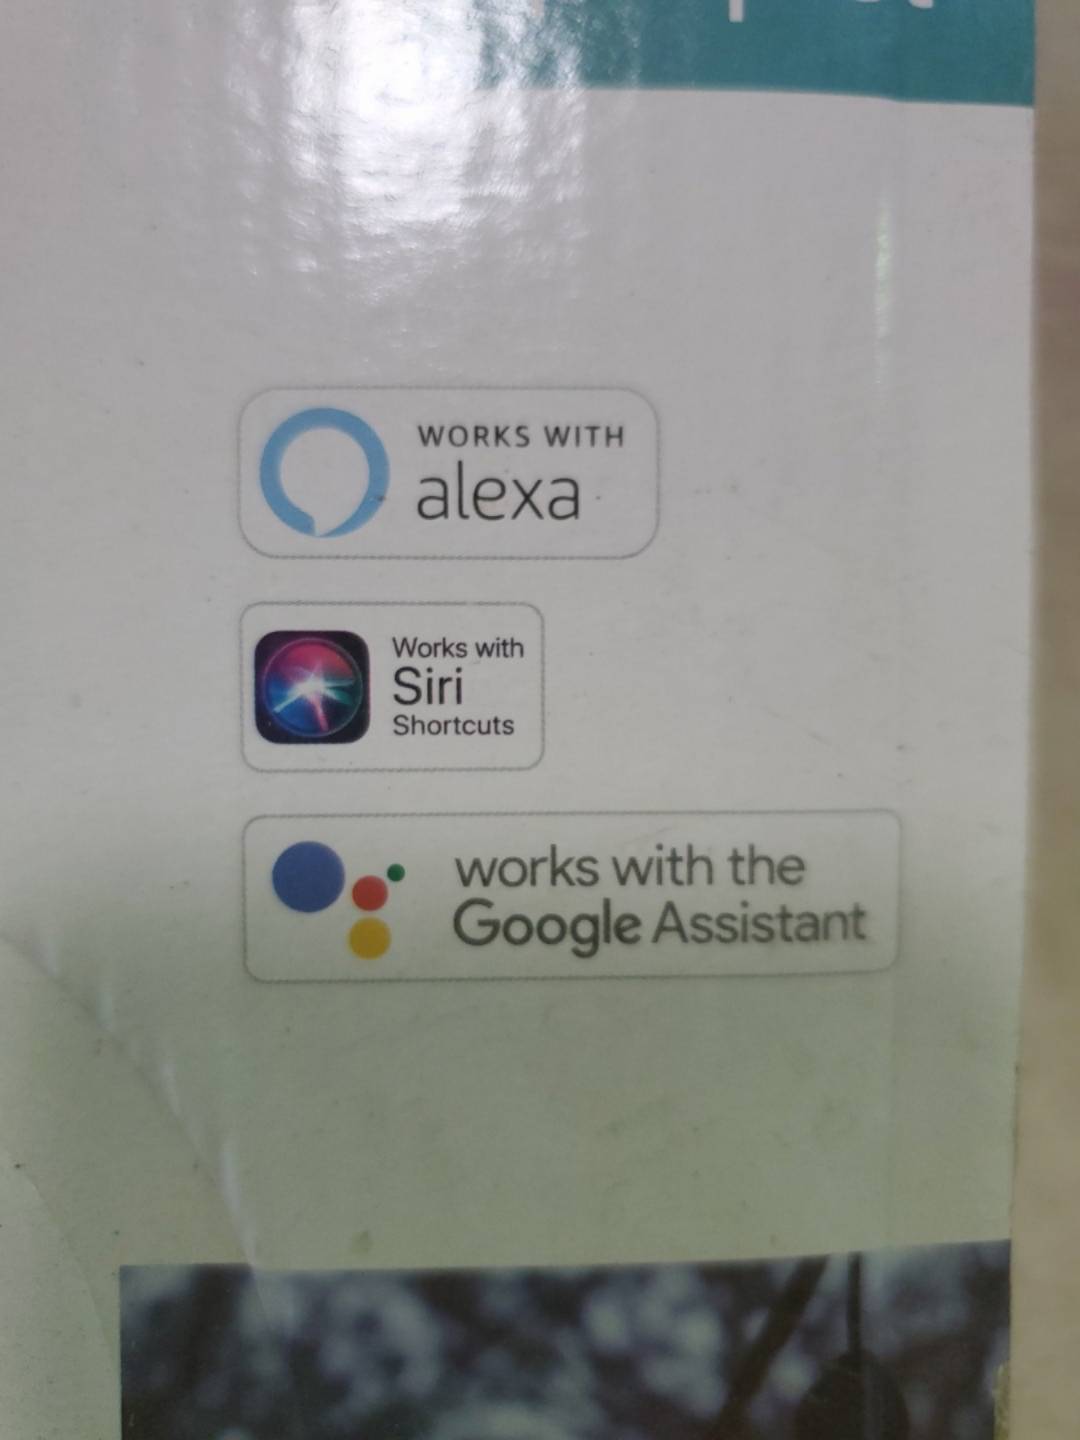 WORKS WITH
alexa
Works with
Siri
Shortcuts
works with the
Google Assistant